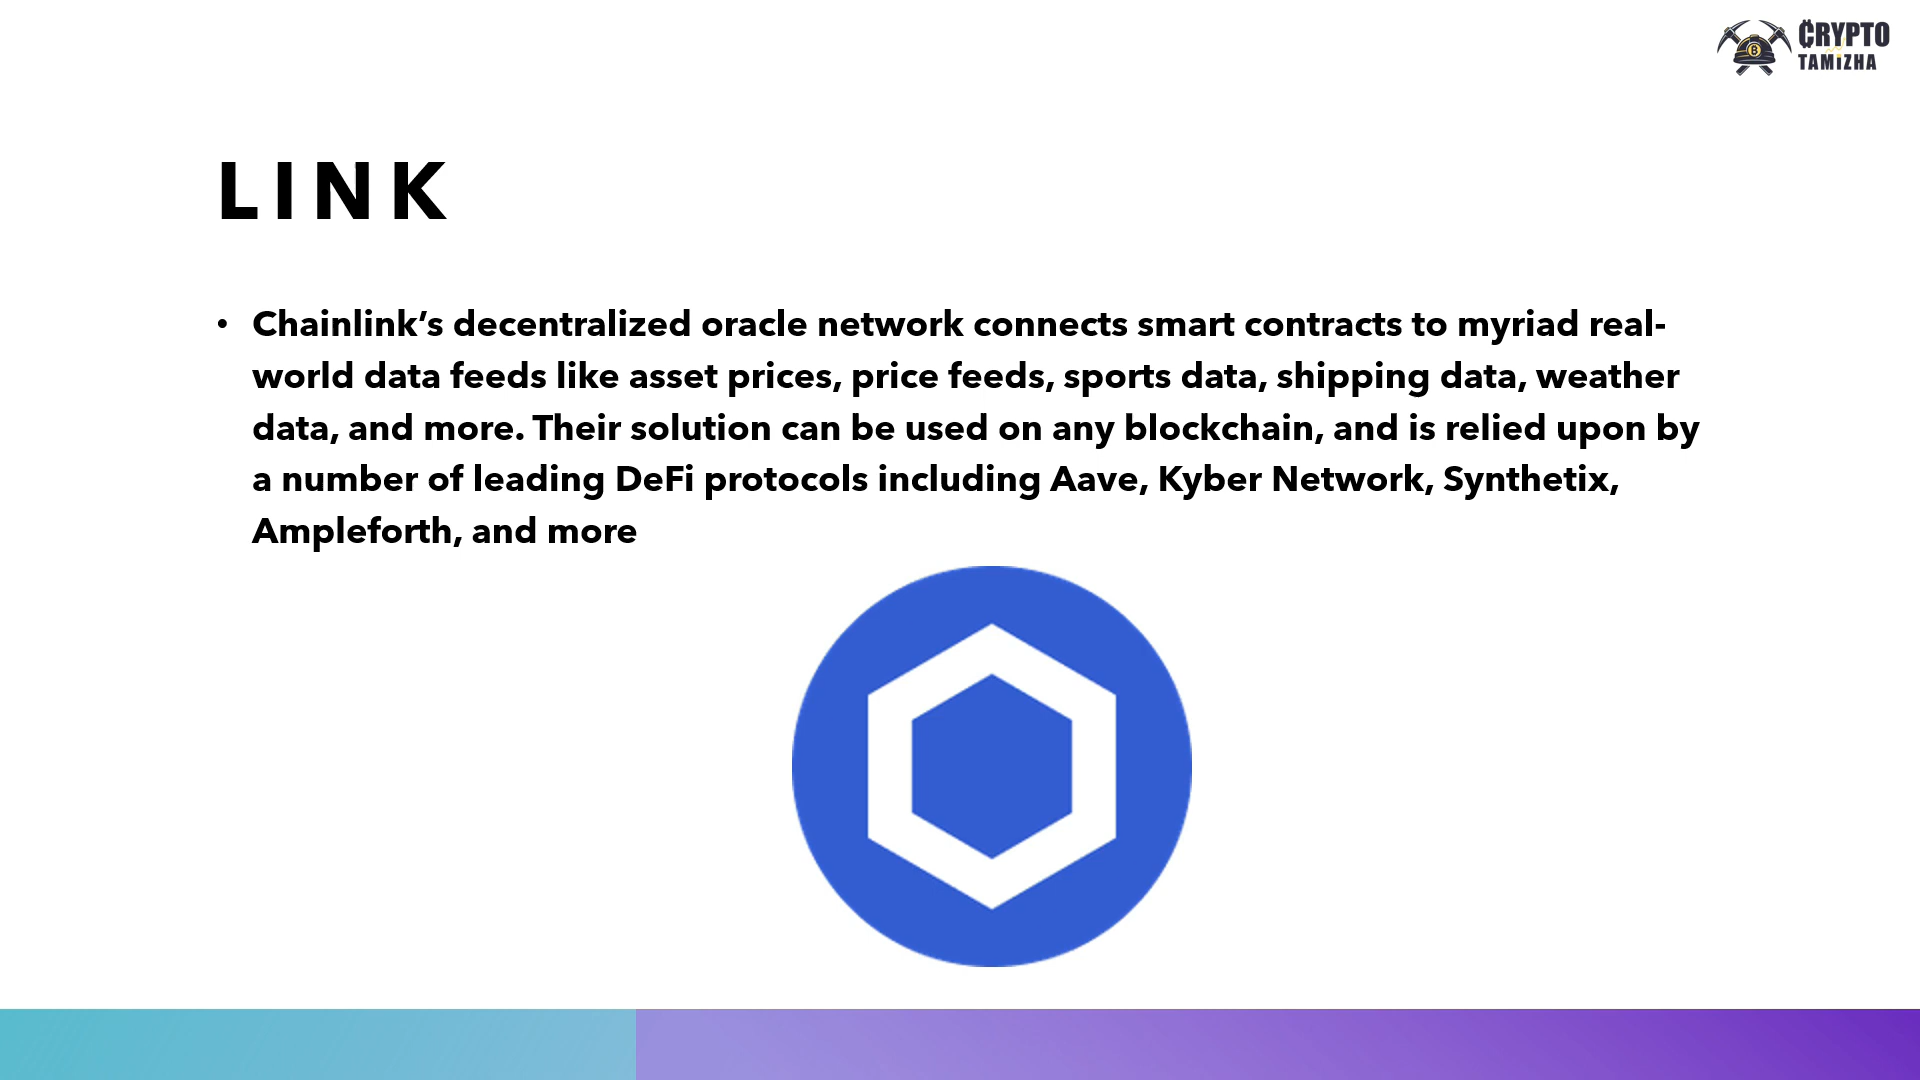 CRYPTO
TAMIZHA
LINK
• Chainlink’s decentralized oracle network connects smart contracts to myriad real-
world data feeds like asset prices, price feeds, sports data, shipping data, weather
data, and more. Their solution can be used on any blockchain, and is relied upon by
a number of leading DeFi protocols including Aave, Kyber Network, Synthetix,
Ampleforth, and more